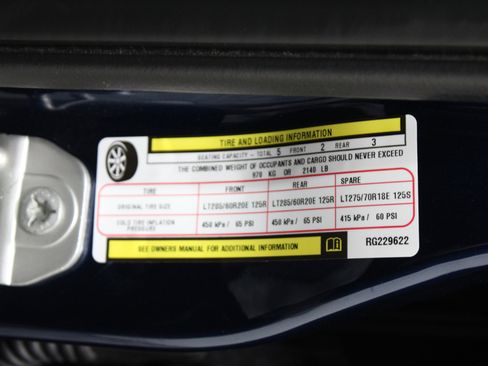 TIRE AND LOADING INFORMATION
SEATING CAPACITY - TOTAL 5 FRONT 2 REAR 3
THE COMBINED WEIGHT OF OCCUPANTS AND CARGO SHOULD NEVER EXCEED
970 KG OR 2140 LB
TIRE FRONT REAR SPARE
ORIGINAL TIRE SIZE LT285/60R20E 125R LT285/60R20E 125R LT275/70R18E 125S
COLD TIRE INFLATION PRESSURE 450 kPa / 65 PSI 450 kPa / 65 PSI 415 kPa / 60 PSI
SEE OWNERS MANUAL FOR ADDITIONAL INFORMATION RG229622